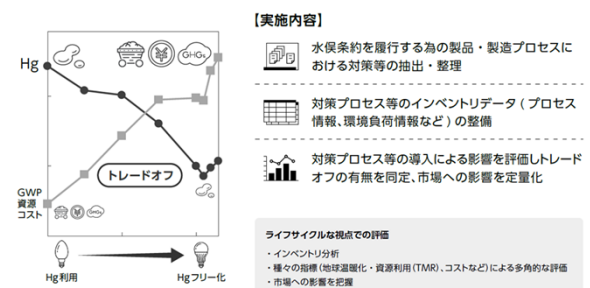 Hg
GHGs
トレードオフ
GWP
資源
コスト
GHGs
Hg利用
Hgフリー化
【実施内容】
水俣条約を履行する為の製品・製造プロセスに
おける対策等の抽出・整理
対策プロセス等のインベントリデータ（プロセス
情報、環境負荷情報など）の整備
対策プロセス等の導入による影響を評価しトレード
オフの有無を同定、市場への影響を定量化
ライフサイクルな視点での評価
・インベントリ分析
・種々の指標（地球温暖化・資源利用（TMR）、コストなど）による多角的な評価
・市場への影響を把握